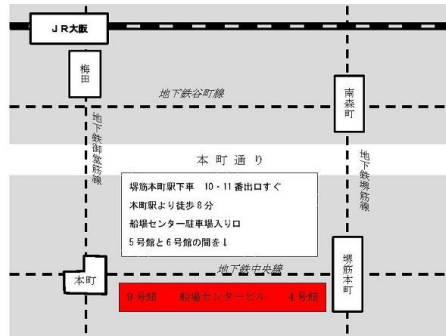 JR大阪
梅田
地下鉄谷町線
南森町
地下鉄御堂筋線
本町通り
地下鉄堺筋線
堺筋本町駅下車 10・11番出口すぐ
本町駅より徒歩8分
船場センター駐車場入り口
5号館と6号館の間を↓
地下鉄中央線
本町
堺筋本町
9号館 船場センタービル 4号館